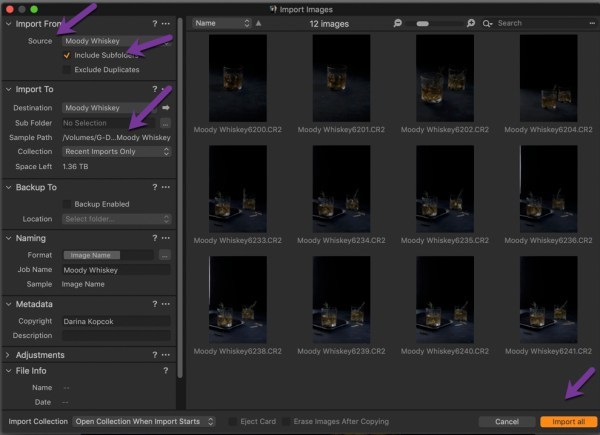 Import Images
Import From ? •••
Source Moody Whiskey
Include Subfolders
Exclude Duplicates
Import To ? •••
Destination Moody Whiskey
Sub Folder No Selection ...
Sample Path /Volumes/G-D...Moody Whiskey
Collection Recent Imports Only
Space Left 1.36 TB
Backup To ? •••
Backup Enabled
Location Select folder...
Naming ? •••
Format Image Name ...
Job Name Moody Whiskey
Sample Image Name
Metadata ? •••
Copyright Darina Kopcok
Description
Adjustments ? •••
File Info ?
Name --
Date --
Name 12 images Search •••
Moody Whiskey6200.CR2 Moody Whiskey6201.CR2 Moody Whiskey6202.CR2 Moody Whiskey6204.CR2
Moody Whiskey6233.CR2 Moody Whiskey6234.CR2 Moody Whiskey6235.CR2 Moody Whiskey6236.CR2
Moody Whiskey6238.CR2 Moody Whiskey6239.CR2 Moody Whiskey6240.CR2 Moody Whiskey6241.CR2
Import Collection Open Collection When Import Starts Eject Card Erase Images After Copying Cancel Import all